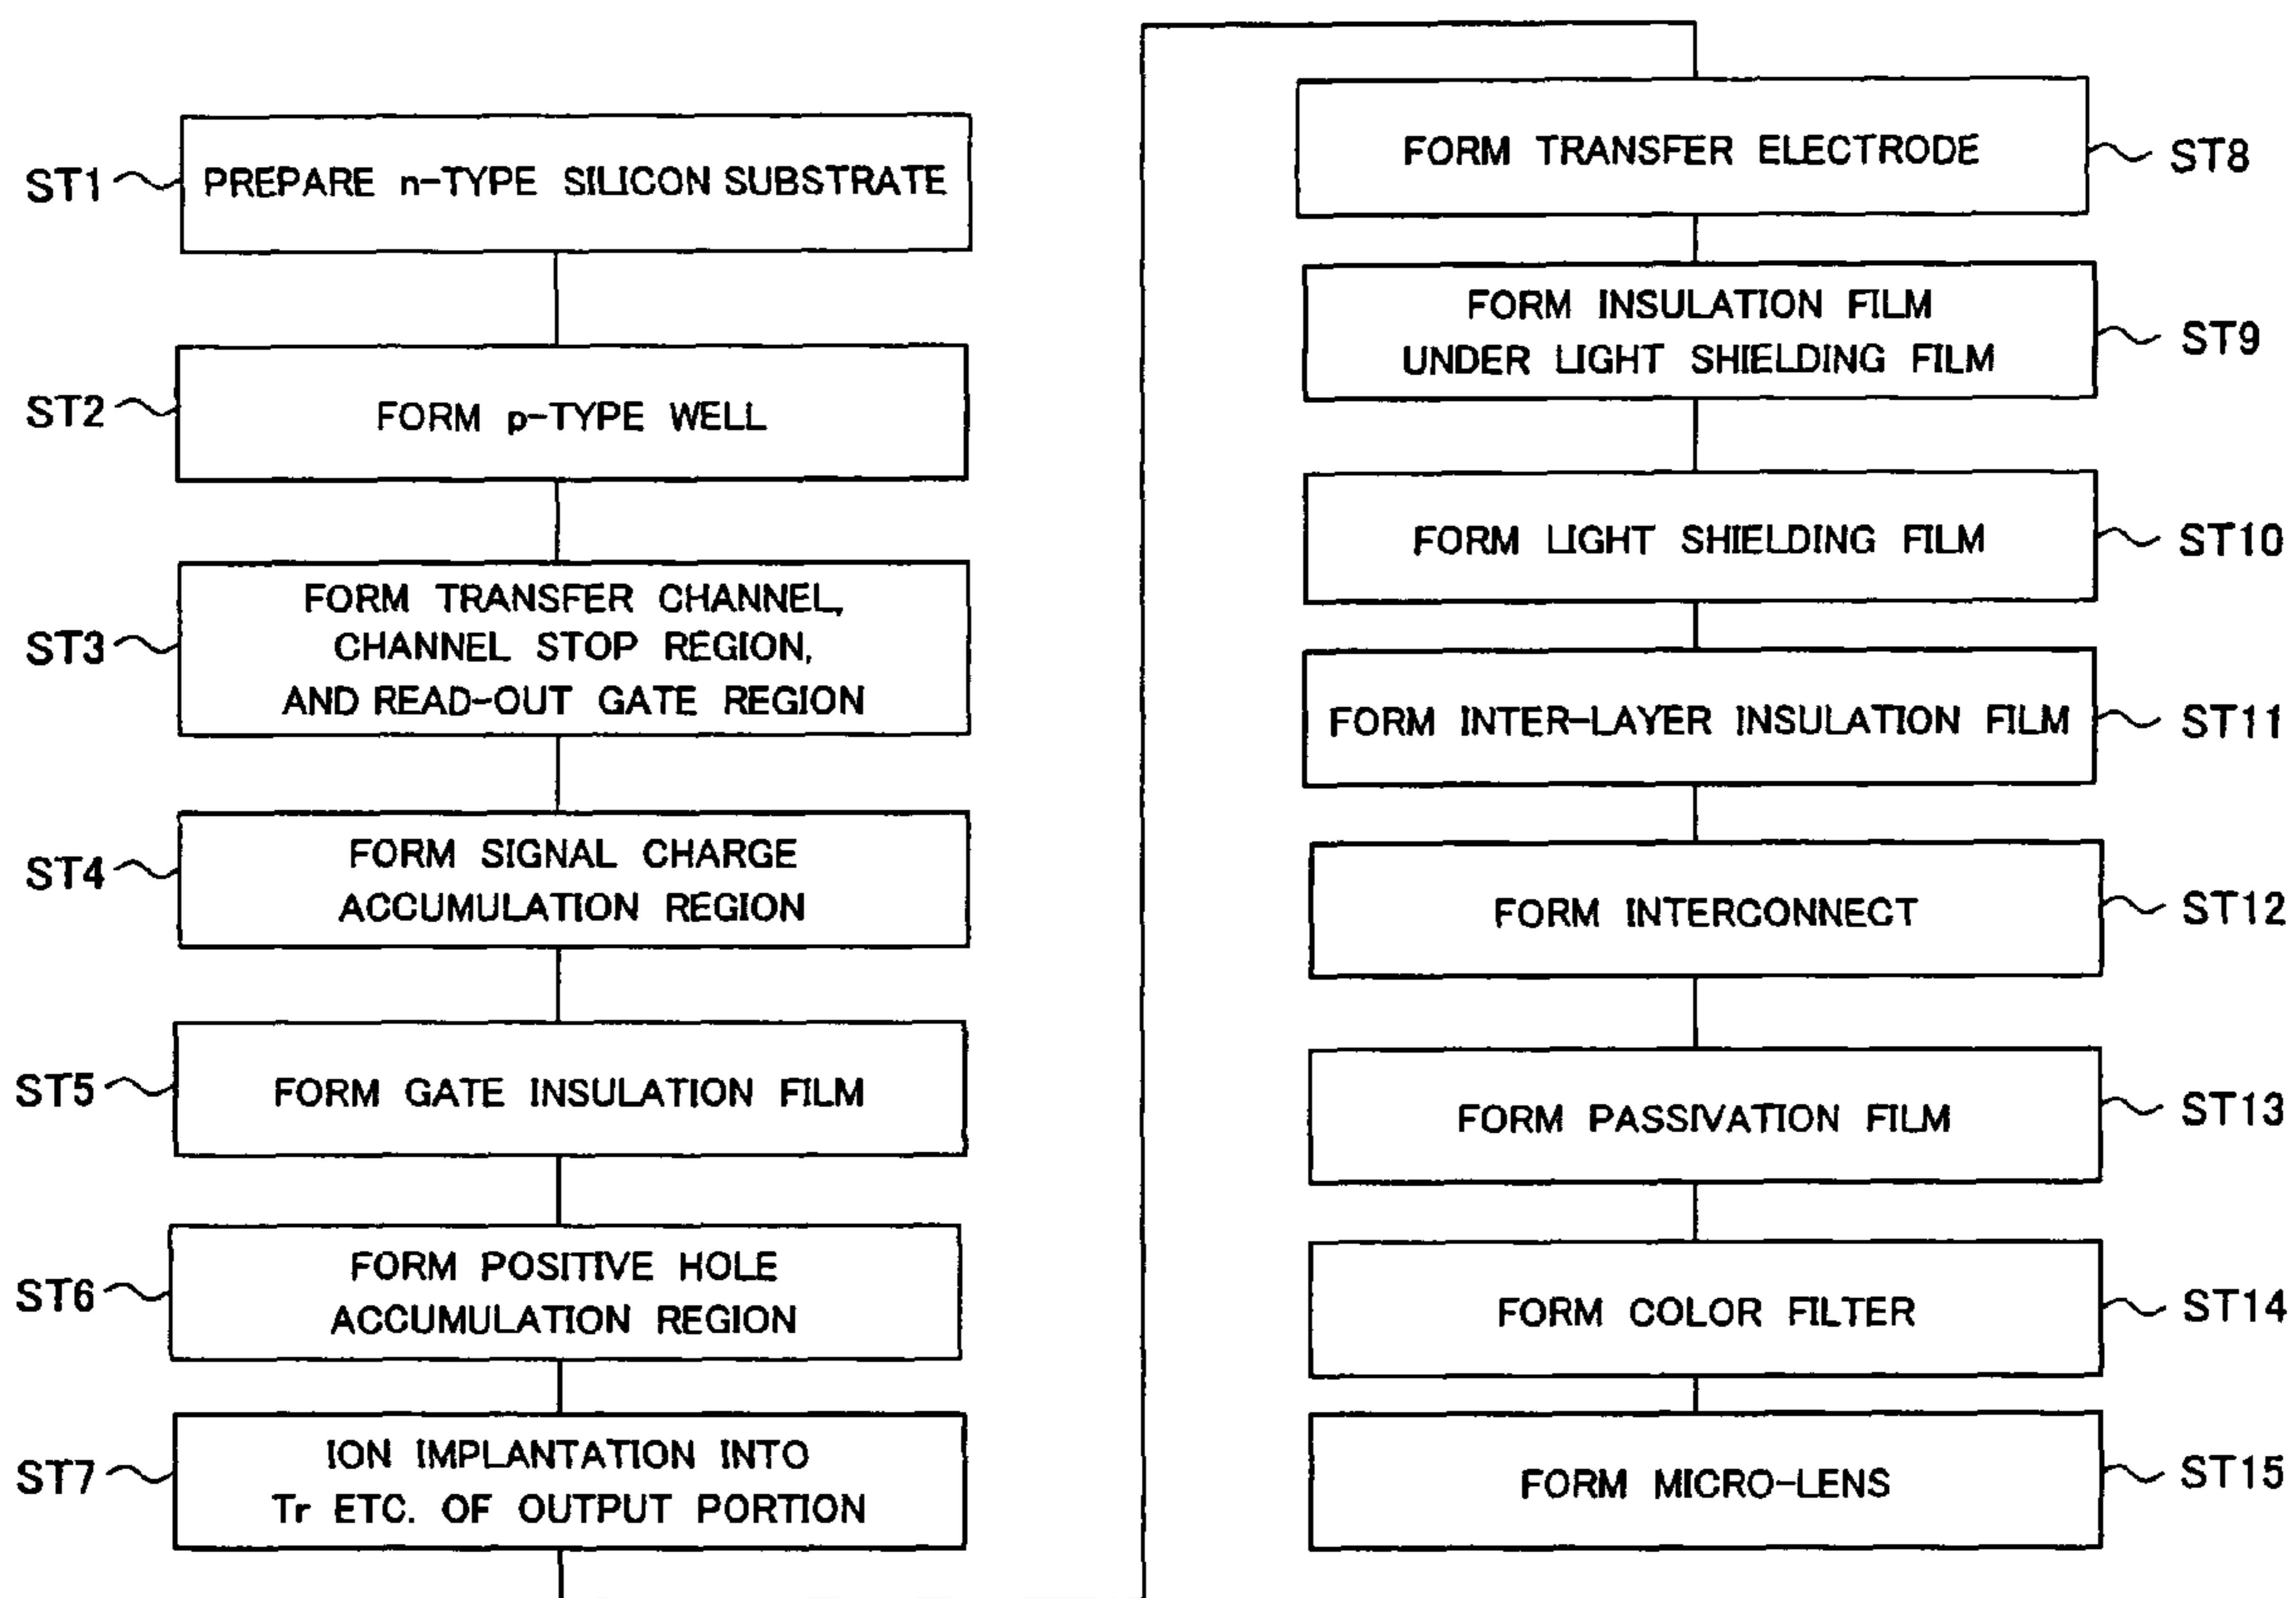 ST1
PREPARE n-TYPE SILICON SUBSTRATE
ST2
FORM p-TYPE WELL
ST3
FORM TRANSFER CHANNEL,
CHANNEL STOP REGION,
AND READ-OUT GATE REGION
ST4
FORM SIGNAL CHARGE
ACCUMULATION REGION
ST5
FORM GATE INSULATION FILM
ST6
FORM POSITIVE HOLE
ACCUMULATION REGION
ST7
ION IMPLANTATION INTO
Tr ETC. OF OUTPUT PORTION
FORM TRANSFER ELECTRODE
ST8
FORM INSULATION FILM
UNDER LIGHT SHIELDING FILM
ST9
FORM LIGHT SHIELDING FILM
ST10
FORM INTER-LAYER INSULATION FILM
ST11
FORM INTERCONNECT
ST12
FORM PASSIVATION FILM
ST13
FORM COLOR FILTER
ST14
FORM MICRO-LENS
ST15